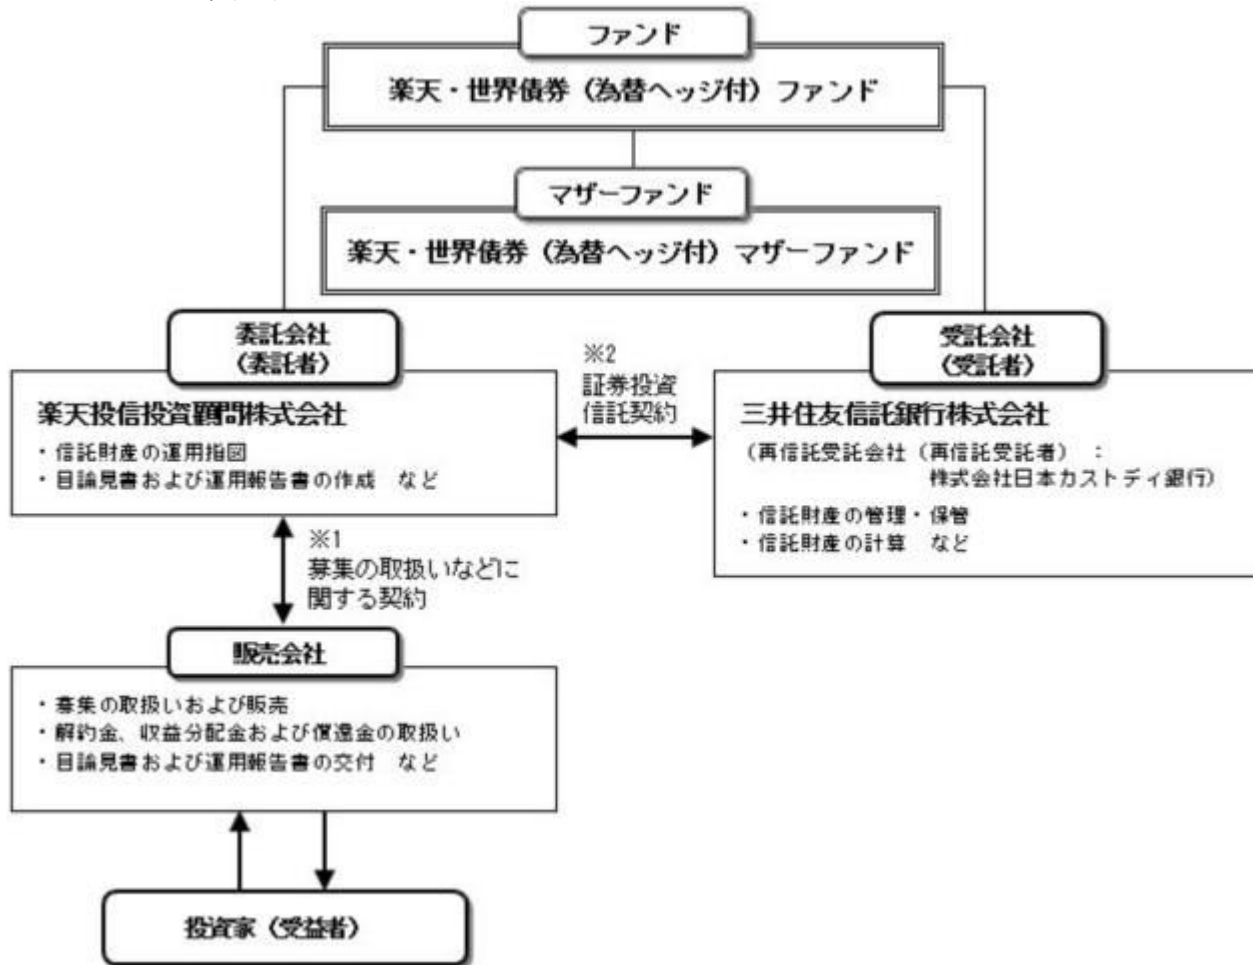 ファンド
楽天・世界債券（為替ヘッジ付）ファンド
マザーファンド
楽天・世界債券（為替ヘッジ付）マザーファンド
委託会社
（委託者）
楽天投信投資顧問株式会社
・信託財産の運用指図
・目論見書および運用報告書の作成　など
※2
証券投資
信託契約
受託会社
（受託者）
三井住友信託銀行株式会社
（再信託受託会社（再信託受託者）：
株式会社日本カストディ銀行）
・信託財産の管理・保管
・信託財産の計算　など
※1
募集の取扱いなどに
関する契約
販売会社
・募集の取扱いおよび販売
・解約金、収益分配金および償還金の取扱い
・目論見書および運用報告書の交付　など
投資家（受益者）